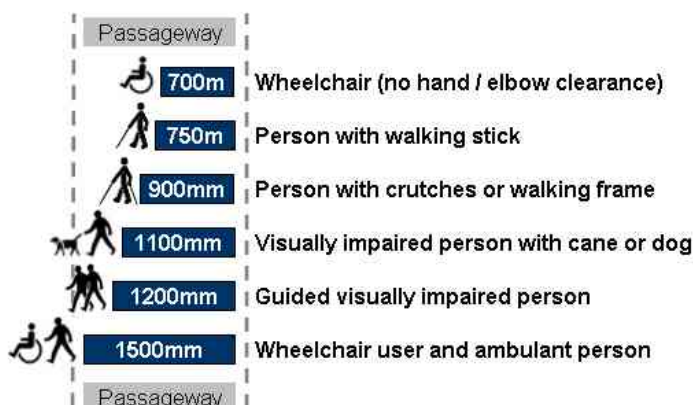 Passageway
700m Wheelchair (no hand / elbow clearance)
750m Person with walking stick
900mm Person with crutches or walking frame
1100mm Visually impaired person with cane or dog
1200mm Guided visually impaired person
1500mm Wheelchair user and ambulant person
Passageway